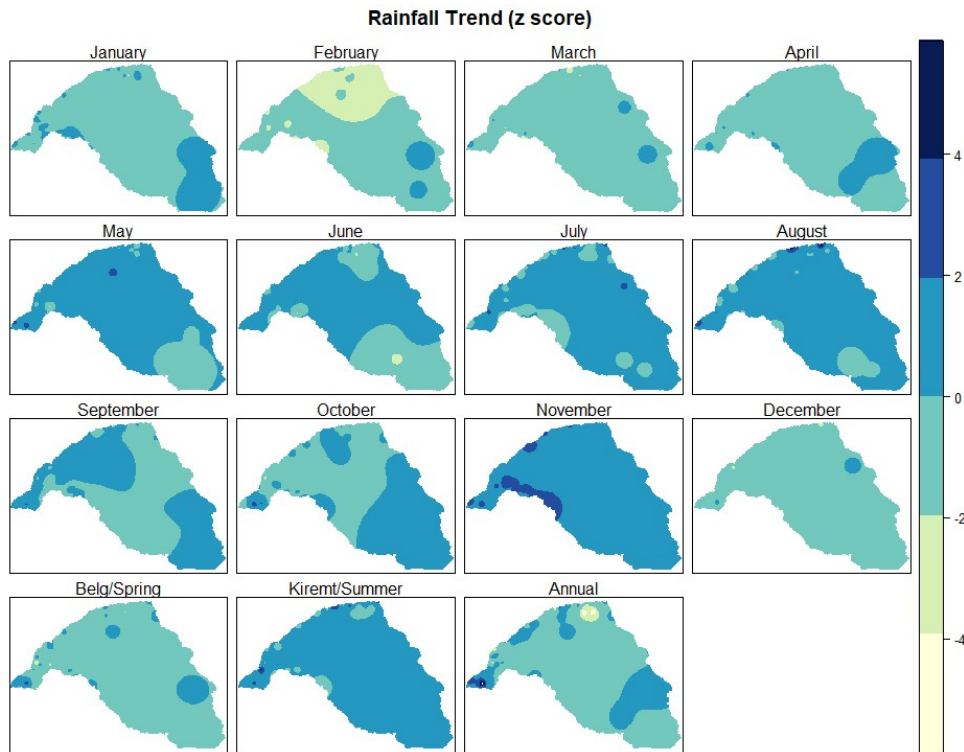 Rainfall Trend (z score)
January
February
March
April
May
June
July
August
September
October
November
December
Belg/Spring
Kiremt/Summer
Annual
4
2
0
-2
-4